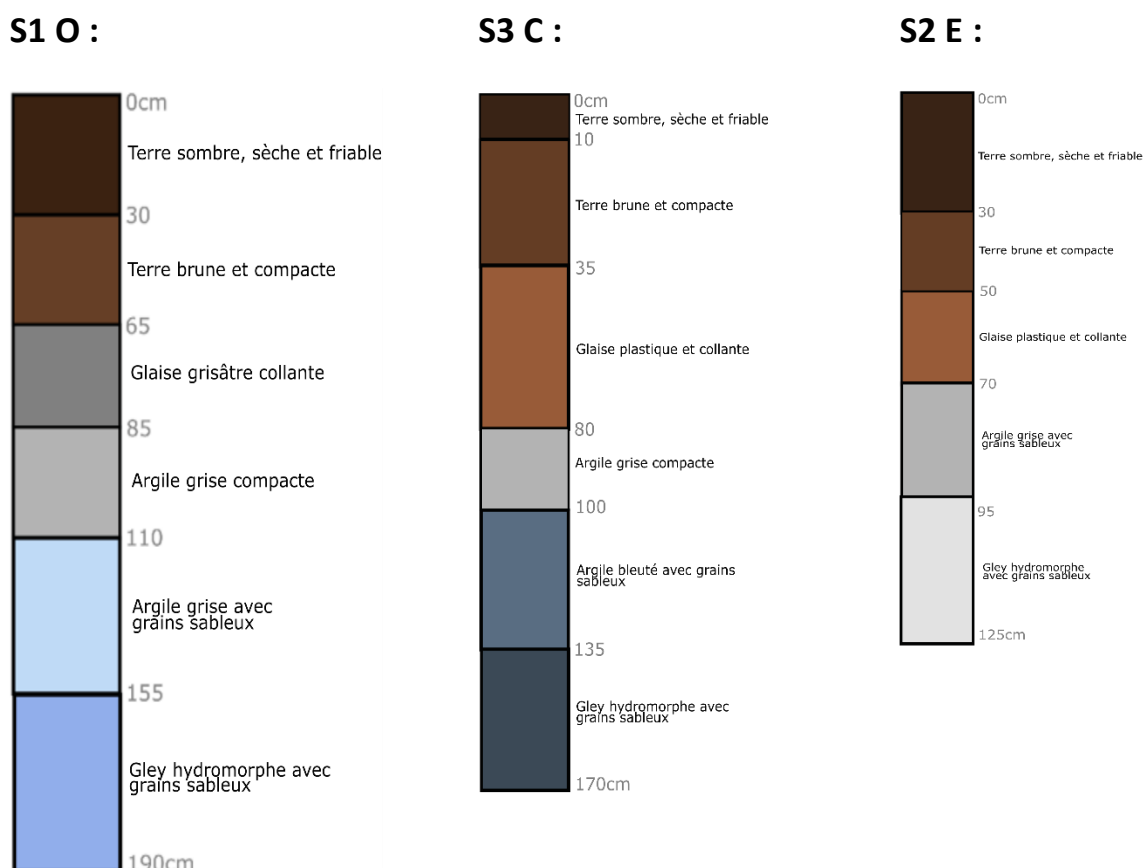 S1 O :
0cm
Terre sombre, sèche et friable
30
Terre brune et compacte
65
Glaise grisâtre collante
85
Argile grise compacte
110
Argile grise avec
grains sableux
155
Gley hydromorphe avec
grains sableux
190cm
S3 C :
0cm
Terre sombre, sèche et friable
10
Terre brune et compacte
35
Glaise plastique et collante
80
Argile grise compacte
100
Argile bleuté avec grains
sableux
135
Gley hydromorphe avec
grains sableux
170cm
S2 E :
0cm
Terre sombre, sèche et friable
30
Terre brune et compacte
50
Glaise plastique et collante
70
Argile grise avec
grains sableux
95
Gley hydromorphe
avec grains sableux
125cm